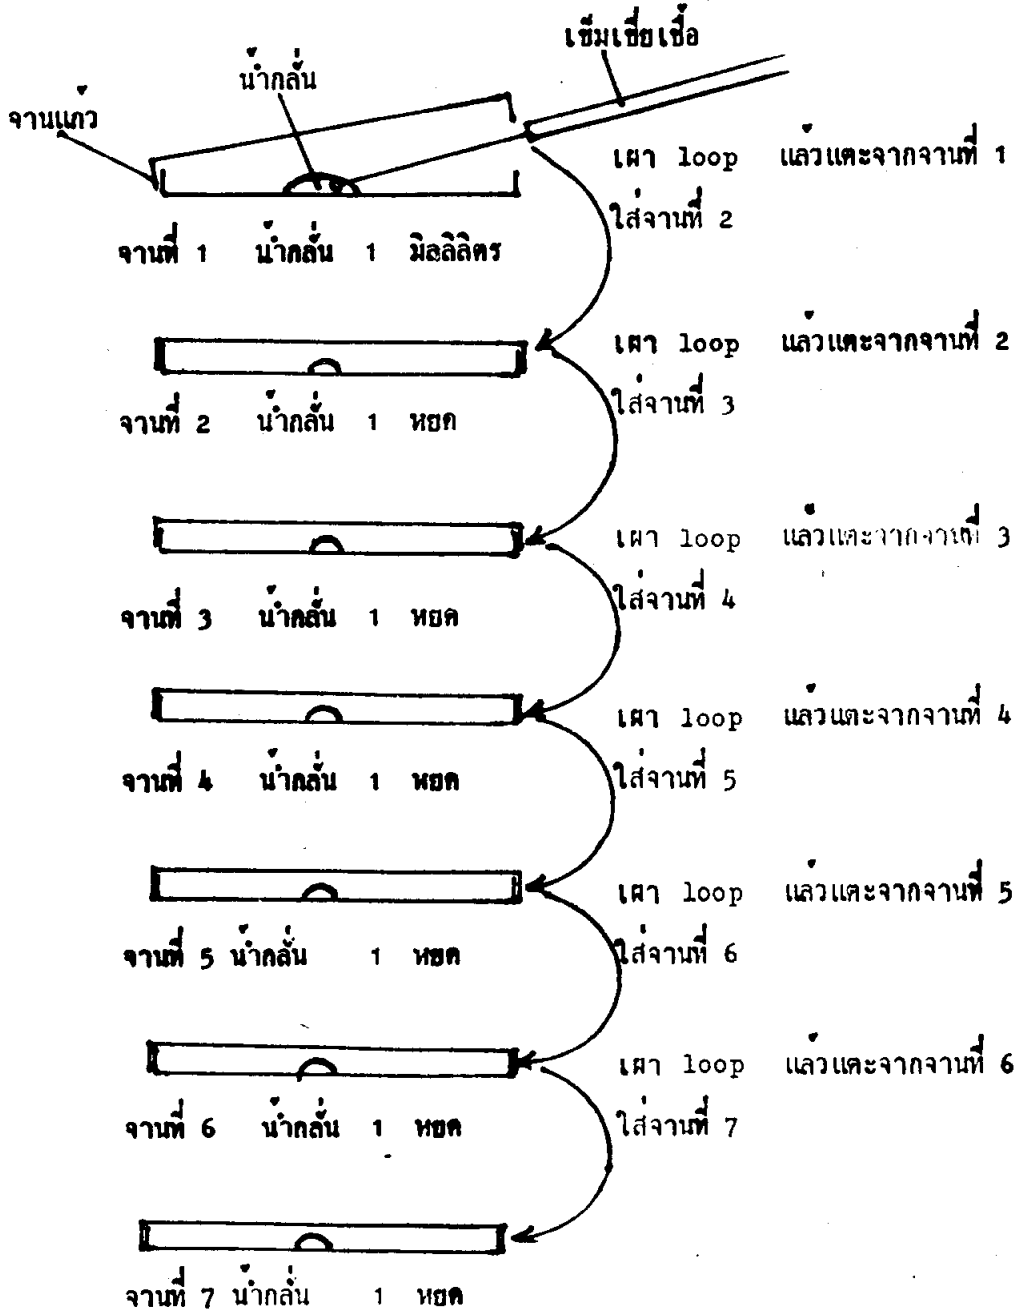 เข็มเขี่ยเชื้อ
น้ำกลั่น
จานแก้ว
เผา loop แล้วแตะจากจานที่ 1
ใส่จานที่ 2
จานที่ 1 น้ำกลั่น 1 มิลลิลิตร
เผา loop แล้วแตะจากจานที่ 2
ใส่จานที่ 3
จานที่ 2 น้ำกลั่น 1 หยด
เผา loop แล้วแตะจากจานที่ 3
ใส่จานที่ 4
จานที่ 3 น้ำกลั่น 1 หยด
เผา loop แล้วแตะจากจานที่ 4
ใส่จานที่ 5
จานที่ 4 น้ำกลั่น 1 หยด
เผา loop แล้วแตะจากจานที่ 5
ใส่จานที่ 6
จานที่ 5 น้ำกลั่น 1 หยด
เผา loop แล้วแตะจากจานที่ 6
ใส่จานที่ 7
จานที่ 6 น้ำกลั่น 1 หยด
จานที่ 7 น้ำกลั่น 1 หยด